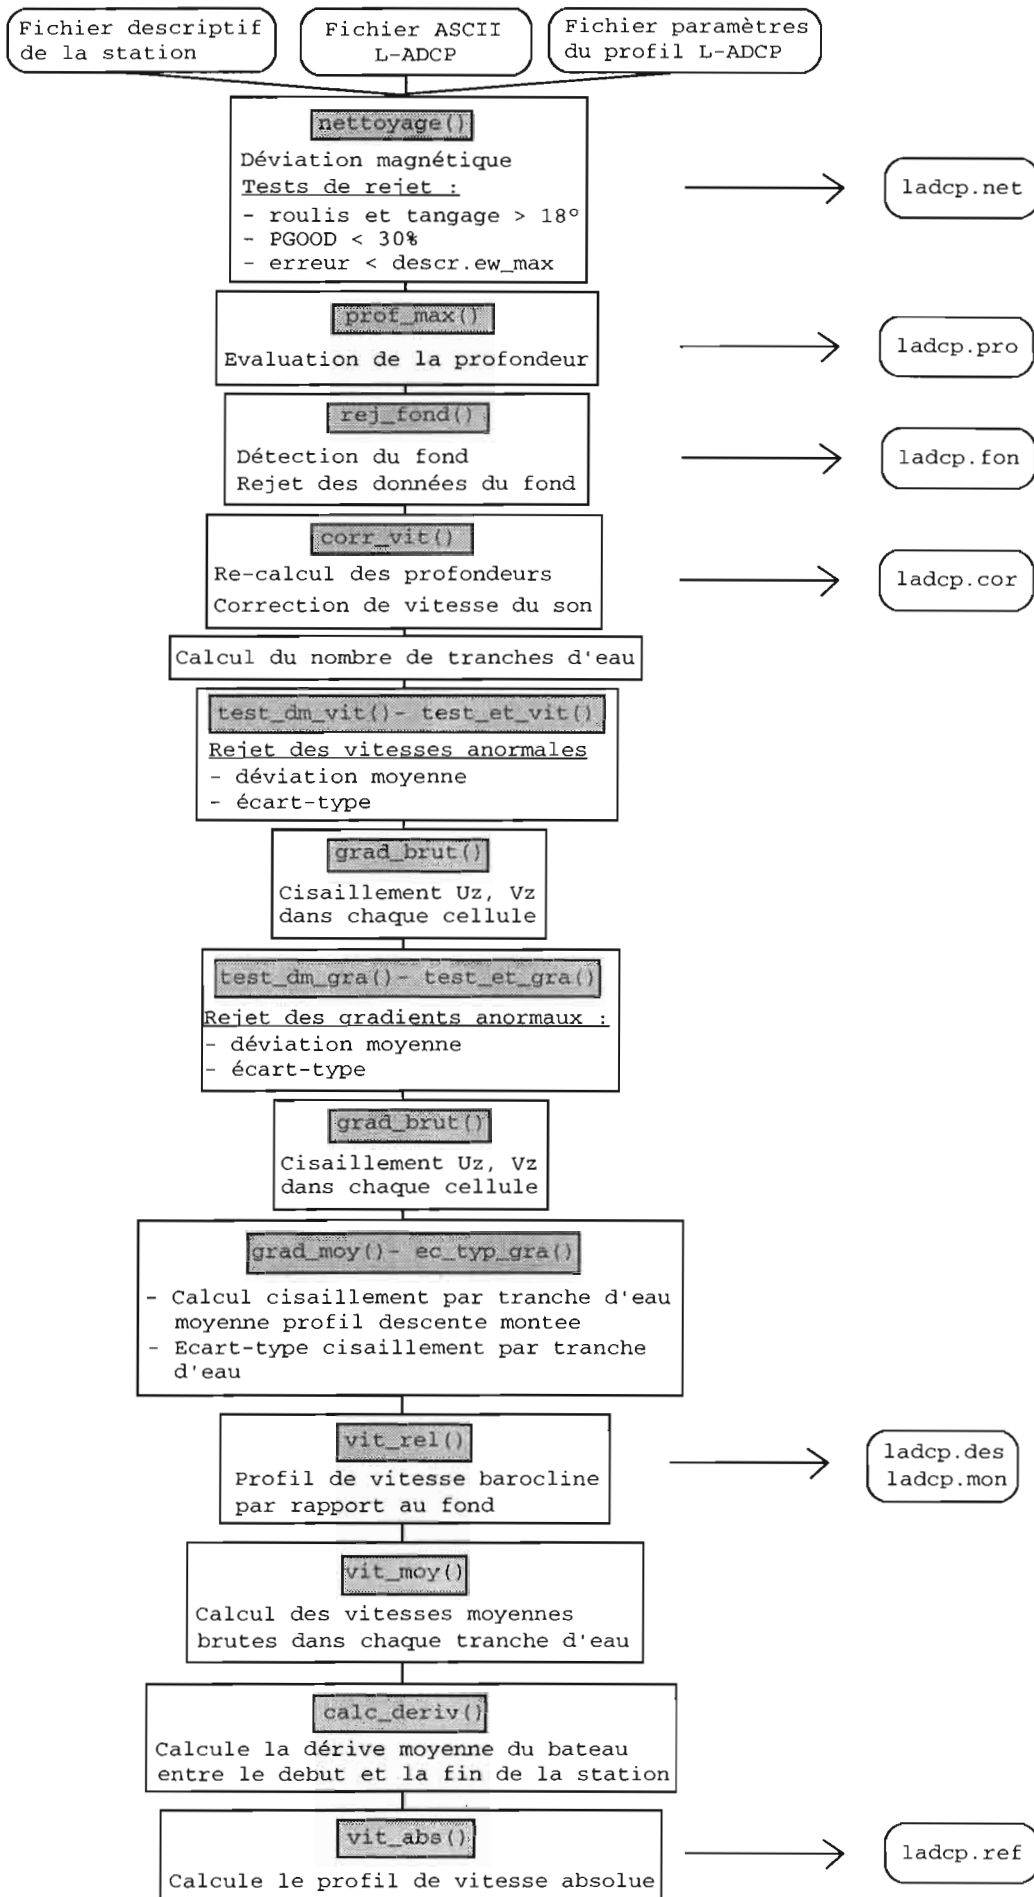 Fichier descriptif
de la station
Fichier ASCII
L-ADCP
Fichier paramètres
du profil L-ADCP
nettoyage()
Déviation magnétique
Tests de rejet :
- roulis et tangage > 18°
- PGOOD < 30%
- erreur < descr.ew_max
ladcp.net
prof_max()
Evaluation de la profondeur
ladcp.pro
rej_fond()
Détection du fond
Rejet des données du fond
ladcp.fon
corr_vit()
Re-calcul des profondeurs
Correction de vitesse du son
ladcp.cor
Calcul du nombre de tranches d'eau
test_dm_vit()- test_et_vit()
Rejet des vitesses anormales
- déviation moyenne
- écart-type
grad_brut()
Cisaillement Uz, Vz
dans chaque cellule
test_dm_gra()- test_et_gra()
Rejet des gradients anormaux :
- déviation moyenne
- écart-type
grad_brut()
Cisaillement Uz, Vz
dans chaque cellule
grad_moy()- ec_typ_gra()
- Calcul cisaillement par tranche d'eau
moyenne profil descente montee
- Ecart-type cisaillement par tranche
d'eau
vit_rel()
Profil de vitesse barocline
par rapport au fond
ladcp.des
ladcp.mon
vit_moy()
Calcul des vitesses moyennes
brutes dans chaque tranche d'eau
calc_deriv()
Calcule la dérive moyenne du bateau
entre le debut et la fin de la station
vit_abs()
Calcule le profil de vitesse absolue
ladcp.ref